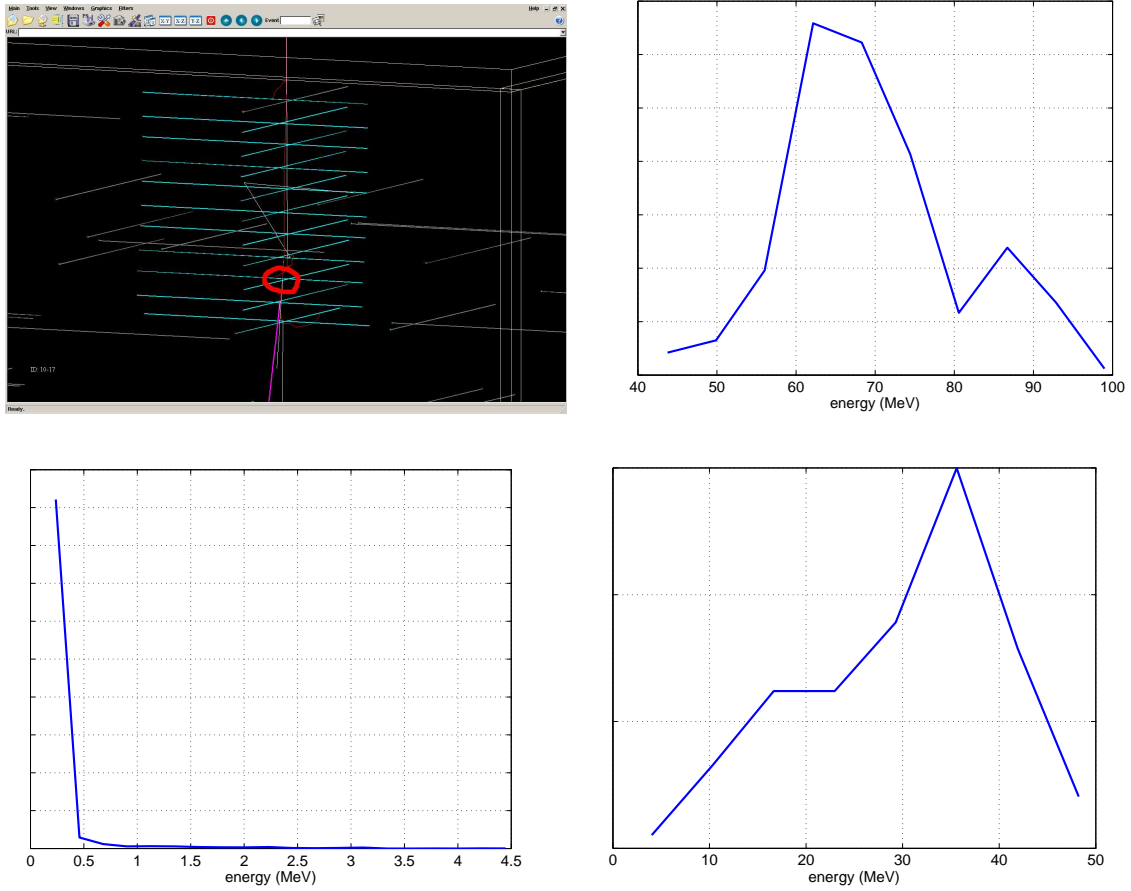 Main Tools View Windows Graphics Filters Help
X-Y X-Z Y-Z Event
URL:
ID: 10-17
Ready.
40 50 60 70 80 90 100
energy (MeV)
0 0.5 1 1.5 2 2.5 3 3.5 4 4.5
energy (MeV)
0 10 20 30 40 50
energy (MeV)